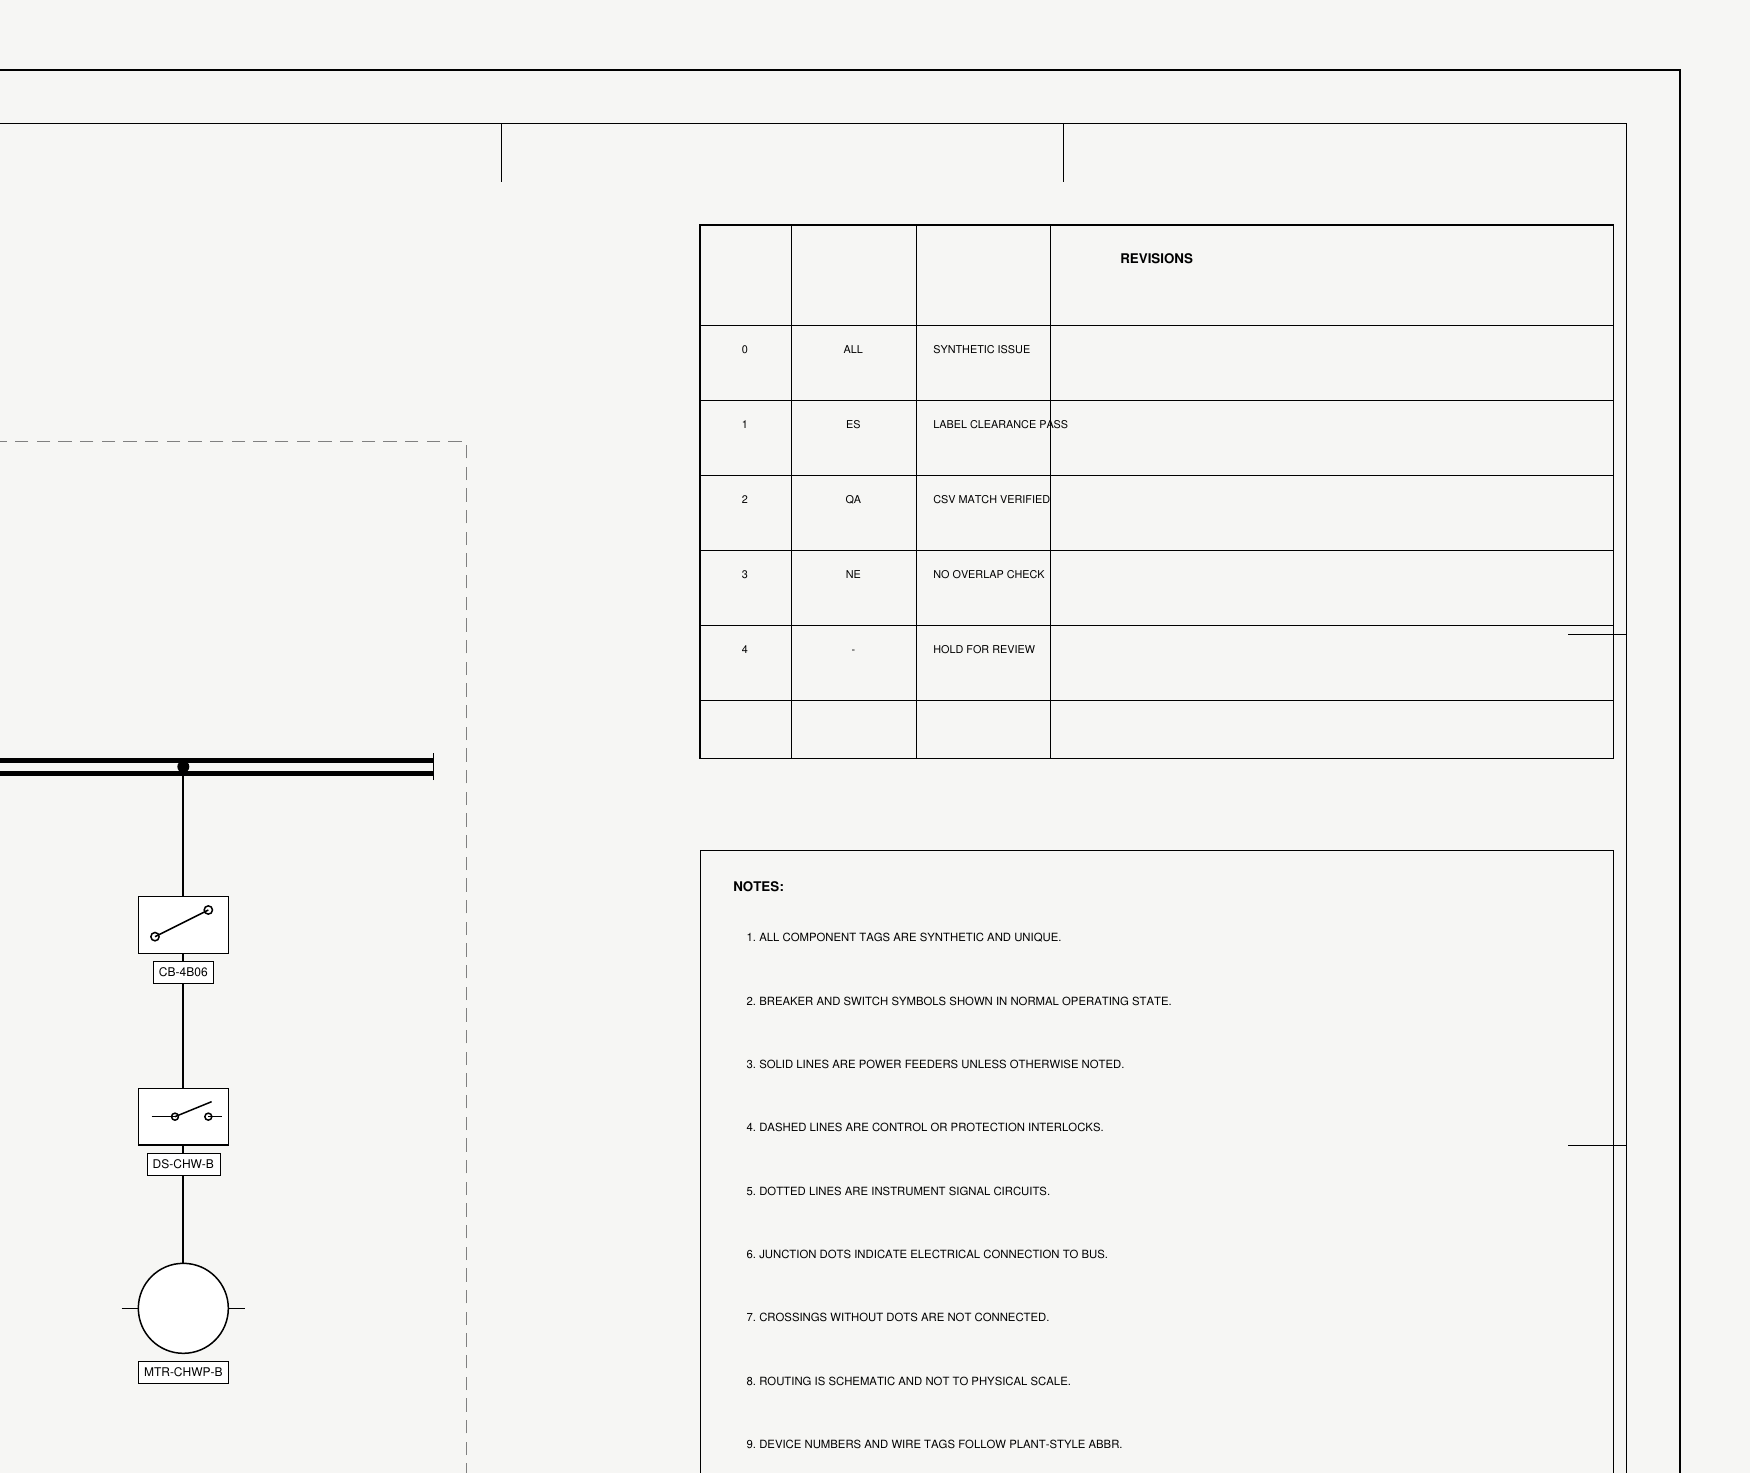 REVISIONS
0 ALL SYNTHETIC ISSUE
1 ES LABEL CLEARANCE PASS
2 QA CSV MATCH VERIFIED
3 NE NO OVERLAP CHECK
4 - HOLD FOR REVIEW
CB-4B06
DS-CHW-B
MTR-CHWP-B
NOTES:
1. ALL COMPONENT TAGS ARE SYNTHETIC AND UNIQUE.
2. BREAKER AND SWITCH SYMBOLS SHOWN IN NORMAL OPERATING STATE.
3. SOLID LINES ARE POWER FEEDERS UNLESS OTHERWISE NOTED.
4. DASHED LINES ARE CONTROL OR PROTECTION INTERLOCKS.
5. DOTTED LINES ARE INSTRUMENT SIGNAL CIRCUITS.
6. JUNCTION DOTS INDICATE ELECTRICAL CONNECTION TO BUS.
7. CROSSINGS WITHOUT DOTS ARE NOT CONNECTED.
8. ROUTING IS SCHEMATIC AND NOT TO PHYSICAL SCALE.
9. DEVICE NUMBERS AND WIRE TAGS FOLLOW PLANT-STYLE ABBR.